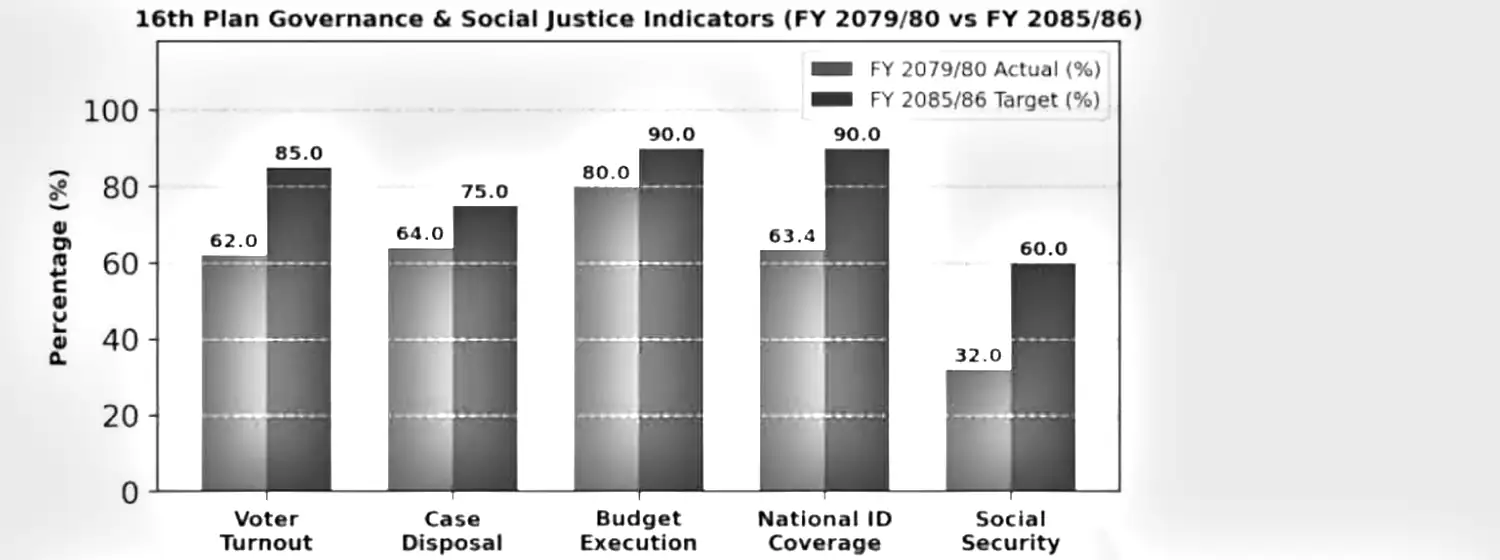 16th Plan Governance & Social Justice Indicators (FY 2079/80 vs FY 2085/86)
FY 2079/80 Actual (%)
FY 2085/86 Target (%)
Percentage (%)
100
80
60
40
20
0
62.0
85.0
64.0
75.0
80.0
90.0
63.4
90.0
32.0
60.0
Voter
Turnout
Case
Disposal
Budget
Execution
National ID
Coverage
Social
Security